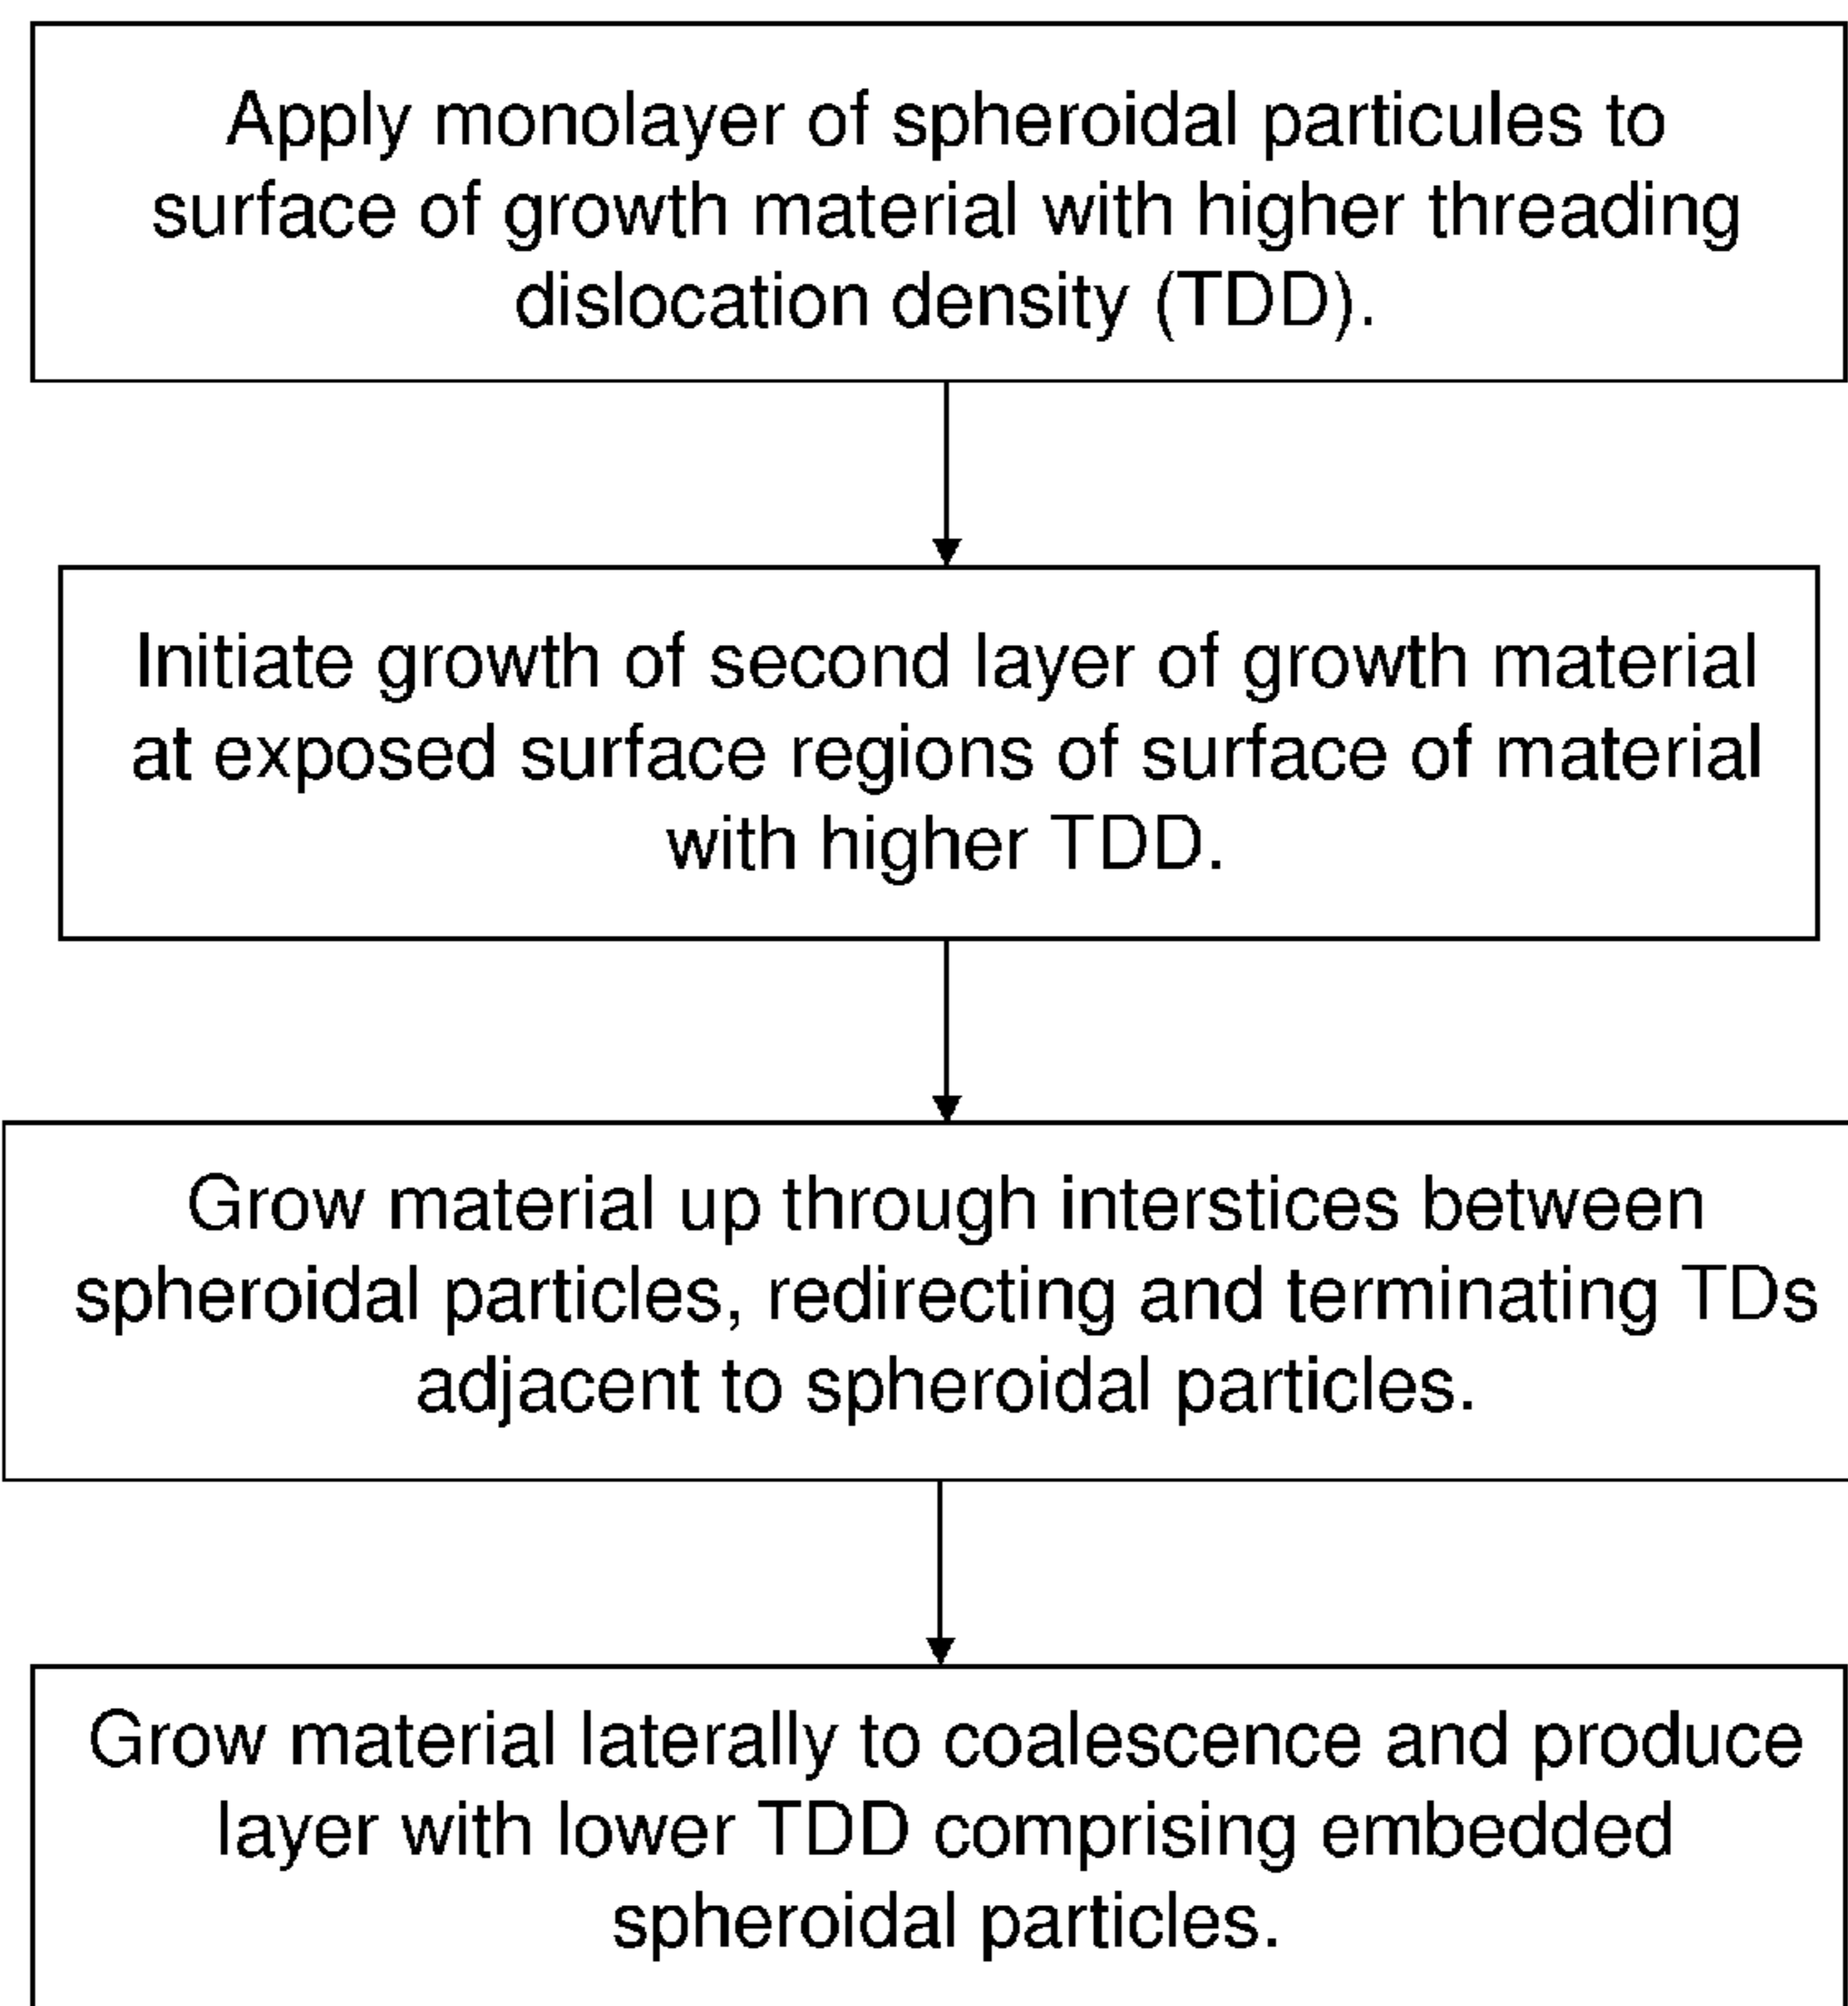 Apply monolayer of spheroidal particules to
surface of growth material with higher threading
dislocation density (TDD).
Initiate growth of second layer of growth material
at exposed surface regions of surface of material
with higher TDD.
Grow material up through interstices between
spheroidal particles, redirecting and terminating TDs
adjacent to spheroidal particles.
Grow material laterally to coalescence and produce
layer with lower TDD comprising embedded
spheroidal particles.